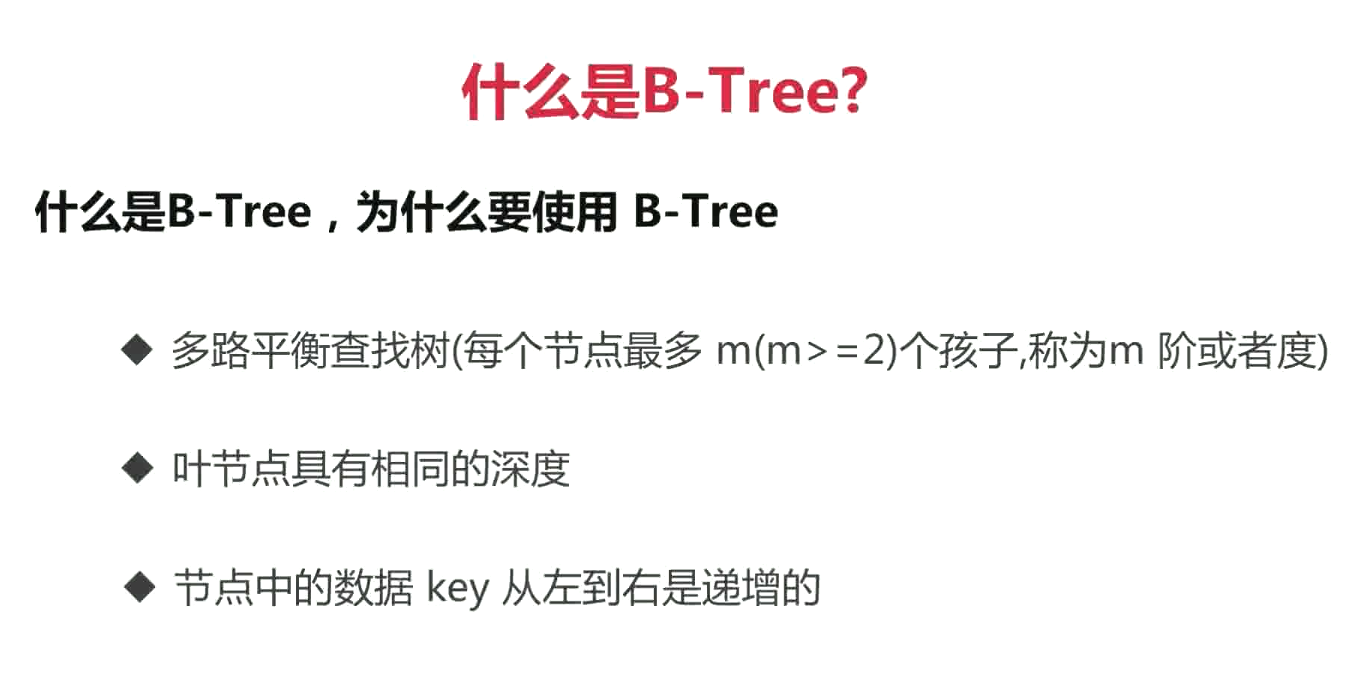 什么是B-Tree?
什么是B-Tree，为什么要使用 B-Tree
◆ 多路平衡查找树(每个节点最多 m(m>=2)个孩子,称为m 阶或者度)
◆ 叶节点具有相同的深度
◆ 节点中的数据 key 从左到右是递增的